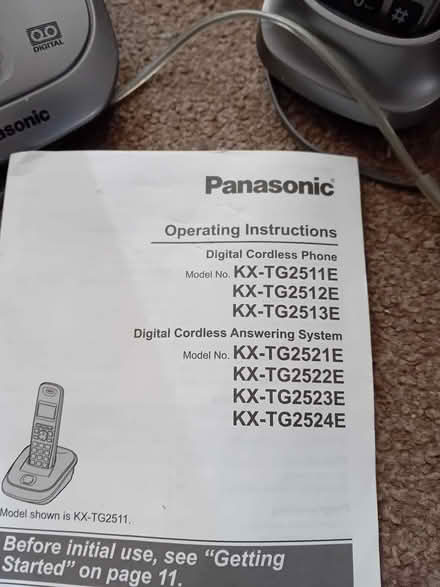 DIGITAL
#
asonic
Panasonic
Operating Instructions
Digital Cordless Phone
Model No. KX-TG2511E
KX-TG2512E
KX-TG2513E
Digital Cordless Answering System
Model No. KX-TG2521E
KX-TG2522E
KX-TG2523E
KX-TG2524E
Model shown is KX-TG2511.
Before initial use, see “Getting
Started” on page 11.